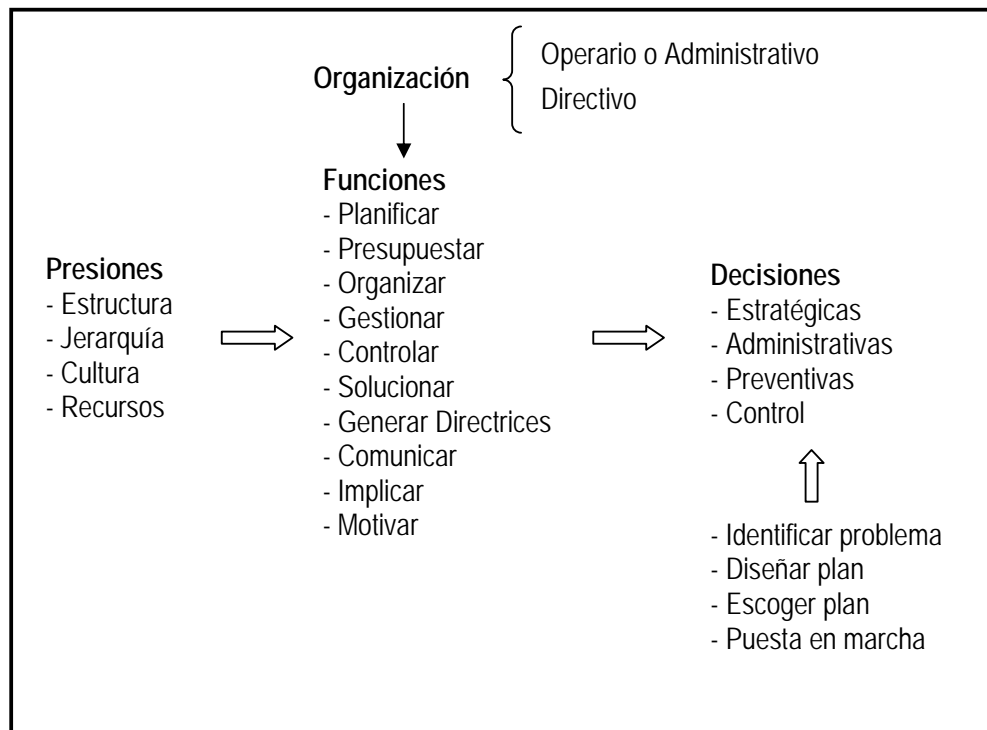 Organización
Operario o Administrativo
Directivo
Presiones
- Estructura
- Jerarquía
- Cultura
- Recursos
Funciones
- Planificar
- Presupuestar
- Organizar
- Gestionar
- Controlar
- Solucionar
- Generar Directrices
- Comunicar
- Implicar
- Motivar
Decisiones
- Estratégicas
- Administrativas
- Preventivas
- Control
- Identificar problema
- Diseñar plan
- Escoger plan
- Puesta en marcha